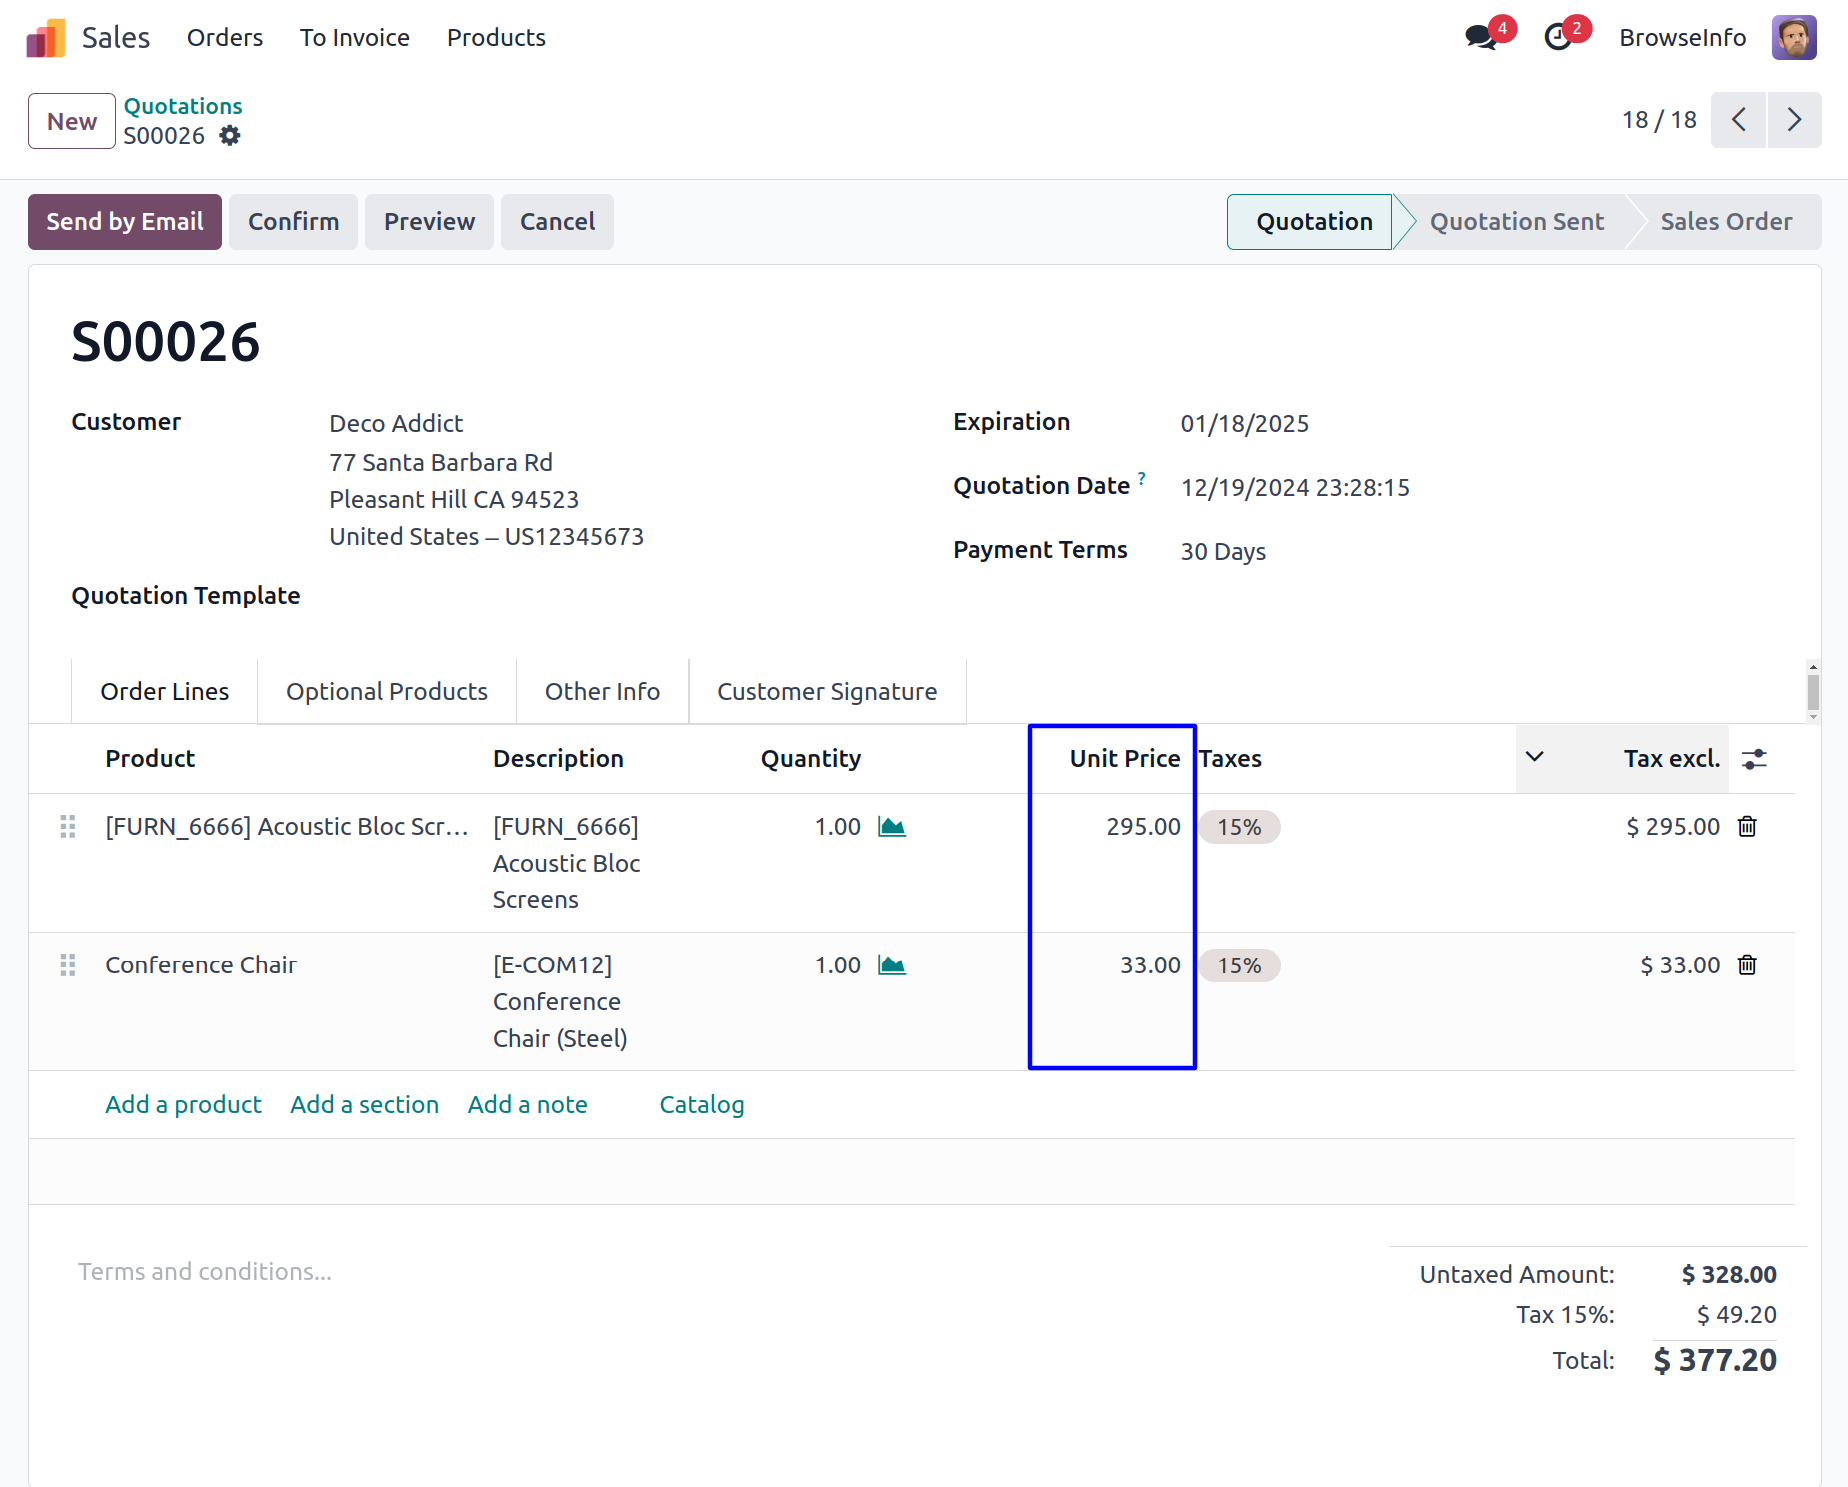 Sales Orders To Invoice Products 4 2 BrowseInfo
New Quotations
S00026
18 / 18
Send by Email Confirm Preview Cancel Quotation Quotation Sent Sales Order
S00026
Customer Deco Addict
77 Santa Barbara Rd
Pleasant Hill CA 94523
United States – US12345673
Expiration 01/18/2025
Quotation Date ? 12/19/2024 23:28:15
Payment Terms 30 Days
Quotation Template
Order Lines Optional Products Other Info Customer Signature
Product Description Quantity Unit Price Taxes Tax excl.
[FURN_6666] Acoustic Bloc Scr... [FURN_6666] 1.00 295.00 15% $ 295.00
Acoustic Bloc
Screens
Conference Chair [E-COM12] 1.00 33.00 15% $ 33.00
Conference
Chair (Steel)
Add a product Add a section Add a note Catalog
Terms and conditions...
Untaxed Amount: $ 328.00
Tax 15%: $ 49.20
Total: $ 377.20